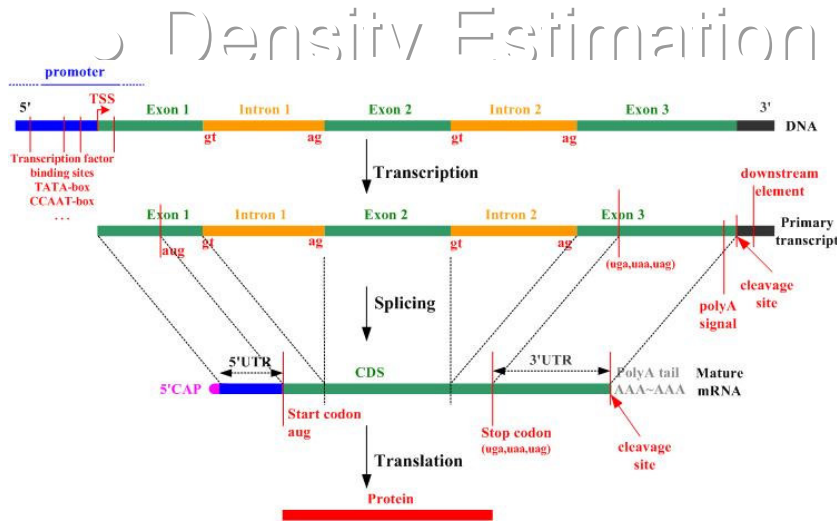 • Density Estimation
promoter
5' TSS Exon 1 Intron 1 Exon 2 Intron 2 Exon 3 3'
DNA
gt ag gt ag
Transcription factor
binding sites
TATA-box
CCAAT-box
...
Transcription
downstream
element
Exon 1 Intron 1 Exon 2 Intron 2 Exon 3
Primary
transcript
aug gt ag gt ag (uga,uaa,uag)
cleavage
site
polyA
signal
Splicing
5'UTR CDS 3'UTR
5'CAP PolyA tail Mature
AAA~AAA mRNA
Start codon
aug
Stop codon
(uga,uaa,uag)
cleavage
site
Translation
Protein